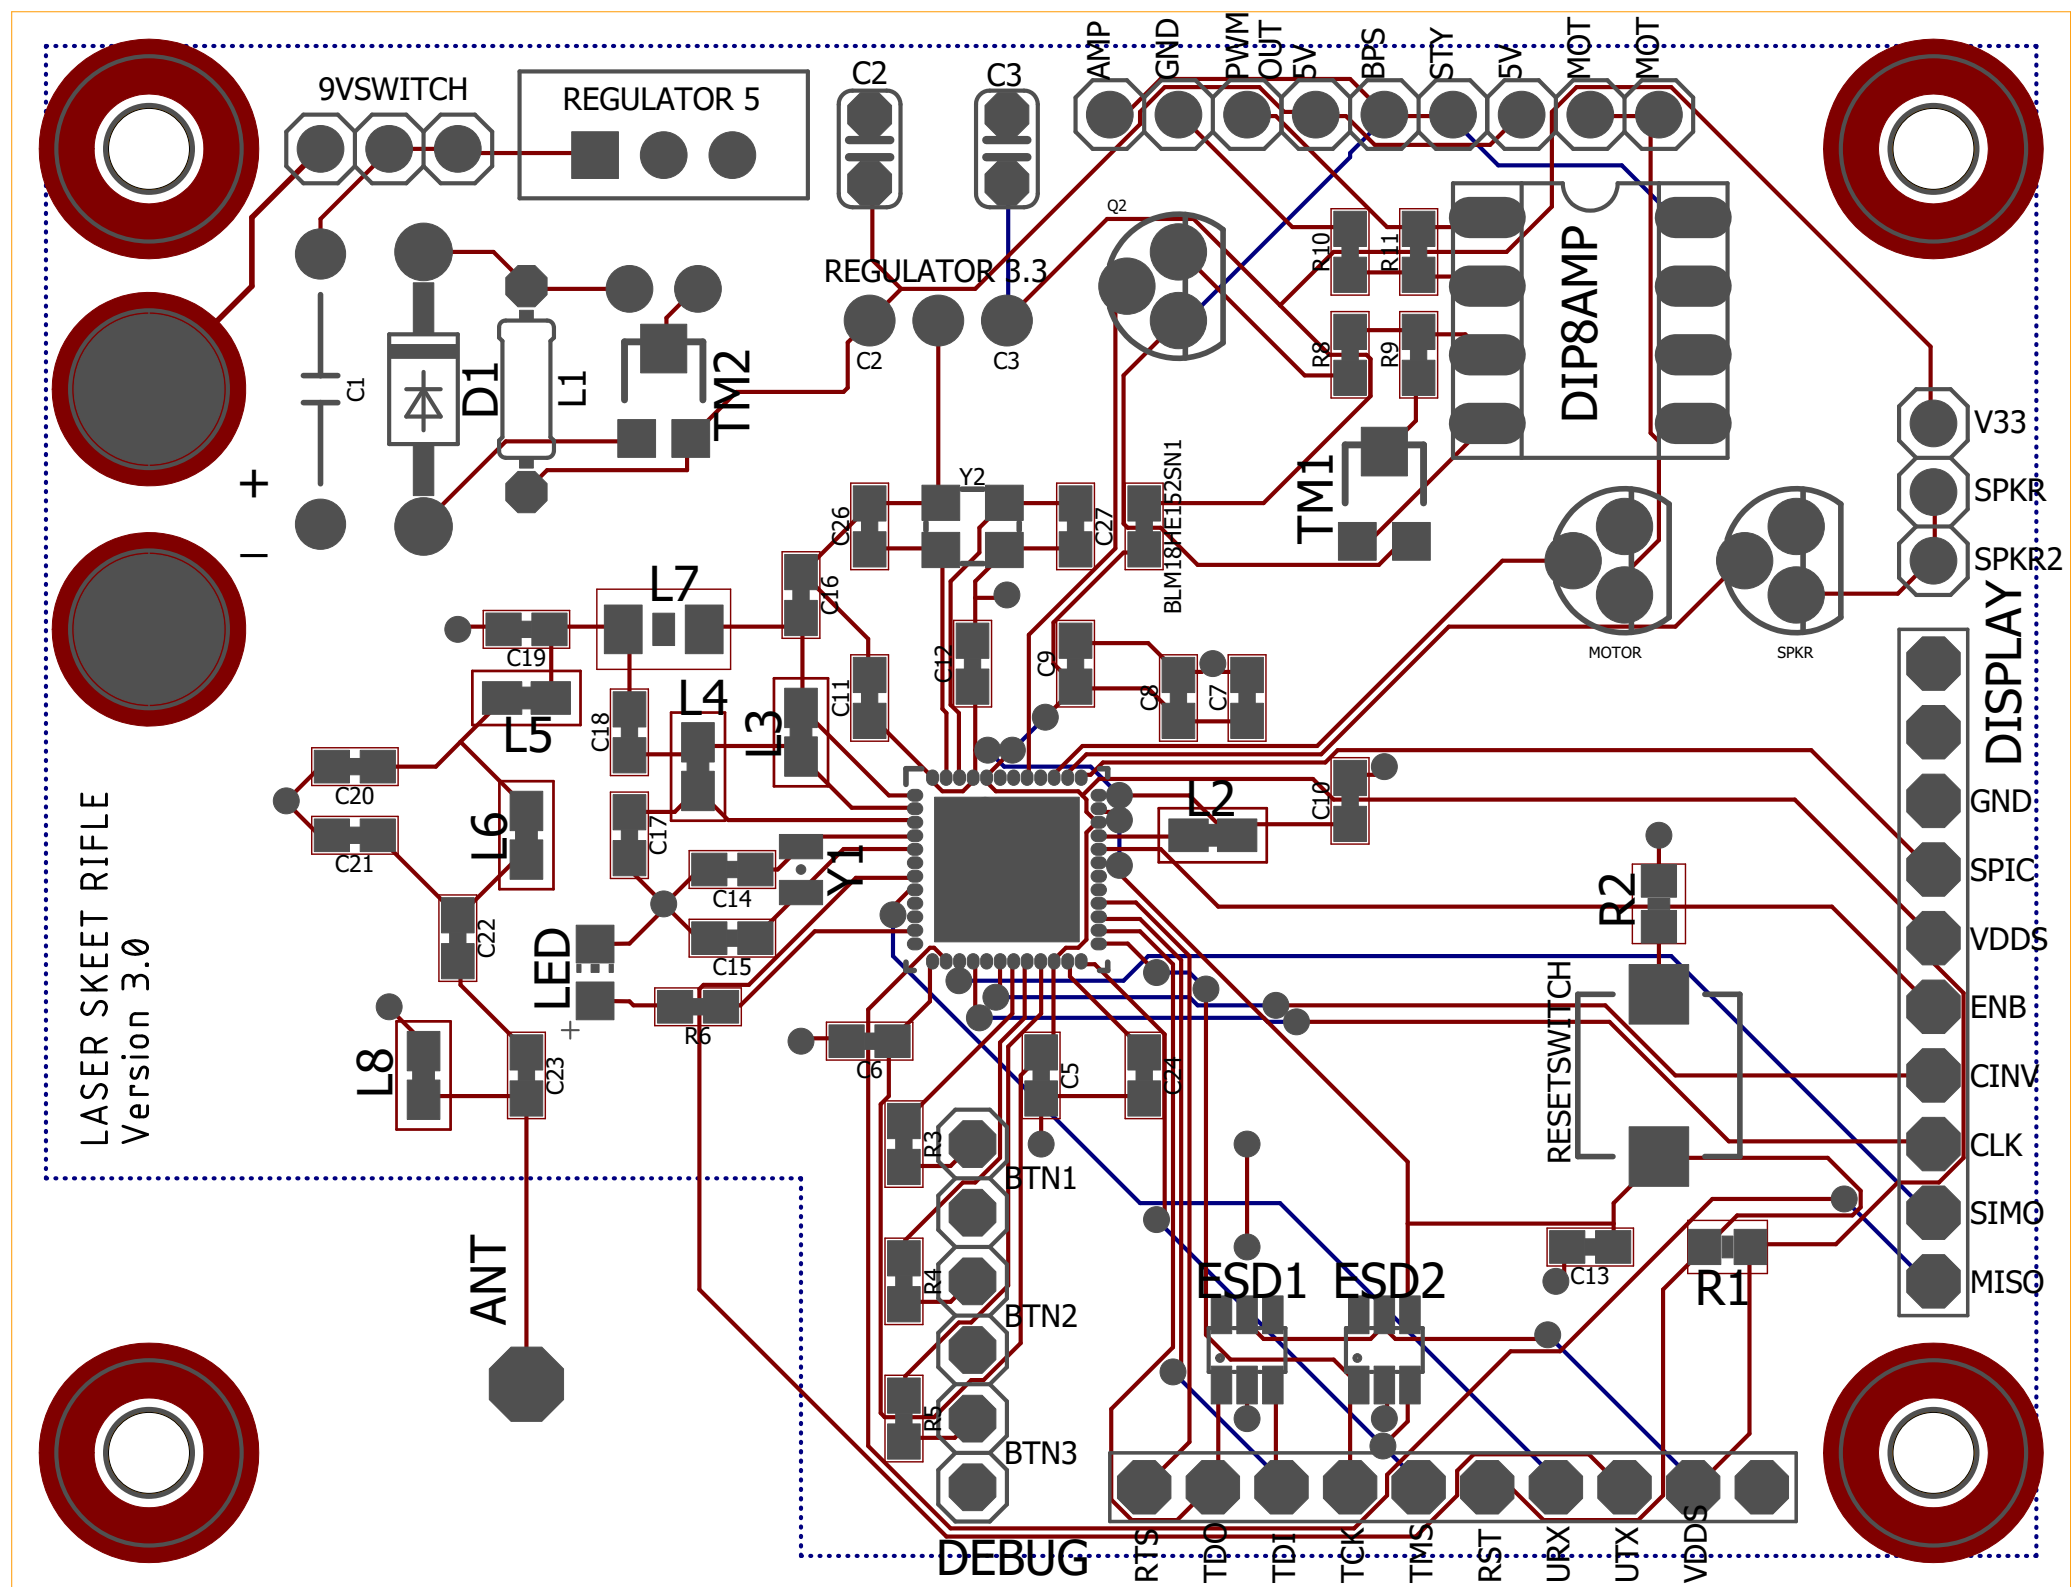 AMP
GND
PWM
OUT
5V
BPS
STY
5V
MOT
MOT
9VSWITCH
REGULATOR 5
C2
C3
Q2
R10
R11
DIP8AMP
REGULATOR 3.3
C2
C3
C1
D1
L1
TM2
R8
R9
V33
+
−
Y2
C26
C27
BLM18HE152SN1
TM1
SPKR
SPKR2
L7
C16
C19
C12
C9
MOTOR
SPKR
DISPLAY
L5
C18
L4
L3
C11
C8
C7
C20
L6
C17
C21
Y1
L2
C10
GND
LASER SKEET RIFLE
Version 3.0
C14
C22
C15
LED
+
R6
R2
SPIC
VDDS
ENB
RESETSWITCH
CINV
CLK
SIMO
MISO
L8
C23
C6
C5
C24
R3
BTN1
ANT
R4
BTN2
ESD1
ESD2
C13
R1
R5
BTN3
DEBUG
RTS
TDO
TDI
TCK
TMS
RST
URX
UTX
VDDS